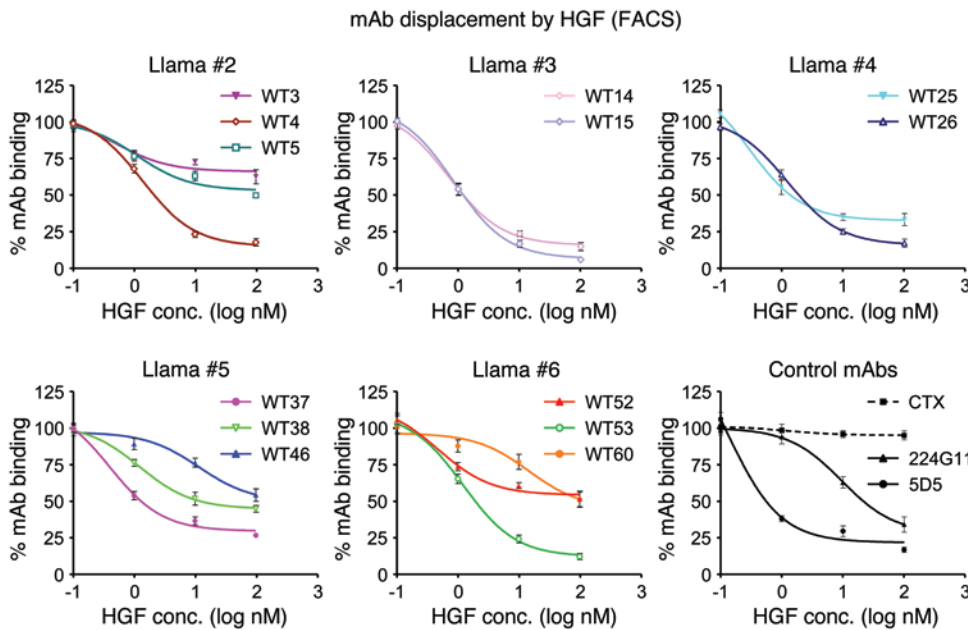 mAb displacement by HGF (FACS)
Llama #2
% mAb binding
125
100
75
50
25
0
-1 0 1 2 3
HGF conc. (log nM)
WT3
WT4
WT5
Llama #3
% mAb binding
125
100
75
50
25
0
-1 0 1 2 3
HGF conc. (log nM)
WT14
WT15
Llama #4
% mAb binding
125
100
75
50
25
0
-1 0 1 2 3
HGF conc. (log nM)
WT25
WT26
Llama #5
% mAb binding
125
100
75
50
25
0
-1 0 1 2 3
HGF conc. (log nM)
WT37
WT38
WT46
Llama #6
% mAb binding
125
100
75
50
25
0
-1 0 1 2 3
HGF conc. (log nM)
WT52
WT53
WT60
Control mAbs
% mAb binding
125
100
75
50
25
0
-1 0 1 2 3
HGF conc. (log nM)
CTX
224G11
5D5